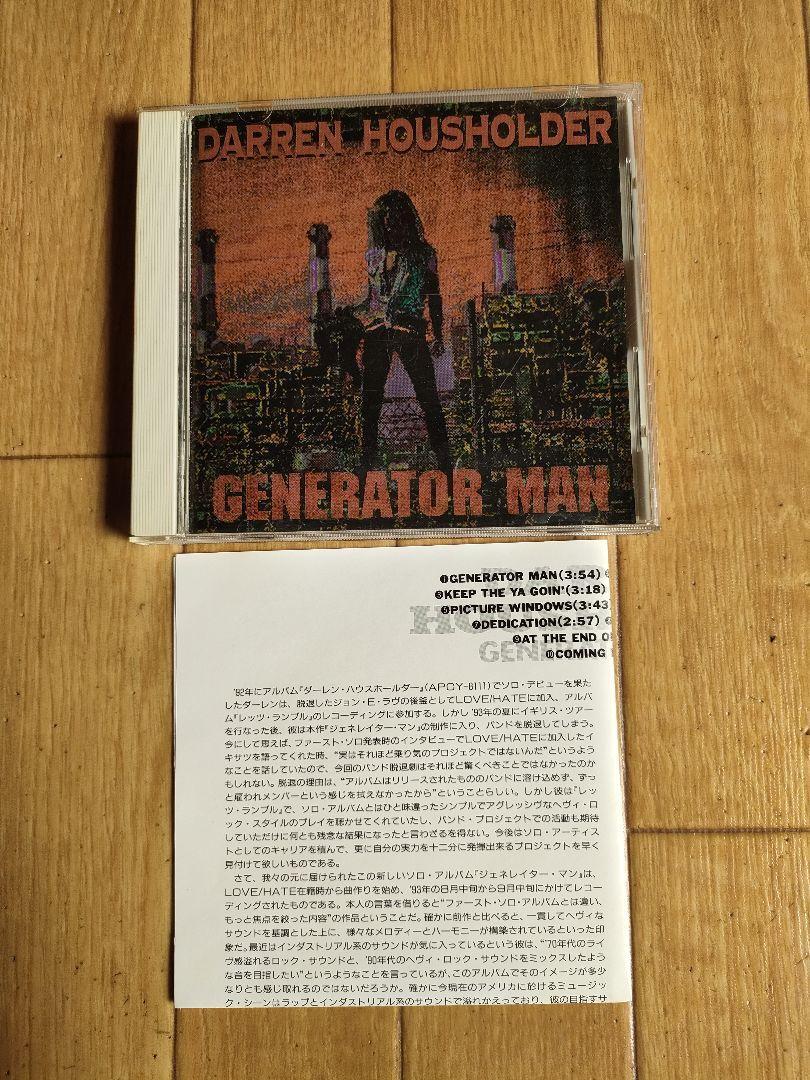 DARREN HOUSHOLDER
GENERATOR MAN
❶GENERATOR MAN(3:54)
❸KEEP THE YA GOIN'(3:18)
❺PICTURE WINDOWS(3:43)
❼DEDICATION(2:57)
❾AT THE END
COMING
GENERA
'92年にアルバム『ダーレン・ハウスホールダー』(APCY-8111)でソロ・デビューを果た
したダーレンは、脱退したジョン・E・ラヴの後釜としてLOVE/HATEに加入、アルバ
ム『レッツ・ランブル』のレコーディングに参加する。しかし'93年の夏にイギリス・ツアー
を行なった後、彼は本作『ジェネレイター・マン』の制作に入り、バンドを脱退してしまう。
今にして思えば、ファースト・ソロ発表時のインタビューでLOVE/HATEに加入したイ
キサツを語ってくれた時、“実はそれほど乗り気のプロジェクトではないんだ”というよう
なことを話していたので、今回のバンド脱退劇はそれほど驚くべきことではなかったのか
もしれない。脱退の理由は、“アルバムはリリースされたもののバンドに溶け込めず、ずっ
と雇われメンバーという感じを拭えなかったから”ということらしい。しかし彼は『レッ
ツ・ランブル』で、ソロ・アルバムとはひと味違ったシンプルでアグレッシヴなヘヴィ・ロ
ック・スタイルのプレイを聴かせてくれていたし、バンド・プロジェクトでの活動も期待
していただけに何とも残念な結果になったと言わざるを得ない。今後はソロ・アーティス
トとしてのキャリアを積んで、更に自分の実力を十二分に発揮出来るプロジェクトを早く
見付けて欲しいものである。
さて、我々の元に届けられたこの新しいソロ・アルバム『ジェネレイター・マン』は、
LOVE/HATE在籍時から曲作りを始め、'93年の8月中旬から9月中旬にかけてレコー
ディングされたものである。本人の言葉を借りると“ファースト・ソロ・アルバムとは違い、
もっと焦点を絞った内容”の作品ということだ。確かに前作と比べると、一貫してヘヴィな
サウンドを基調とした上に、様々なメロディーとハーモニーが構築されているといった印
象だ。最近はインダストリアル系のサウンドが気に入っているという彼は、“'70年代のライ
ヴ感溢れるロック・サウンドと、'90年代のヘヴィ・ロック・サウンドをミックスしたよう
な音を目指したい”というようなことを言っているが、このアルバムでそのイメージが多少
なりとも感じ取れるのではないだろうか。確かに今現在のアメリカに於けるミュージッ
ク・シーンはラップとインダストリアル系のサウンドで溢れかえっており、彼の目指すサ